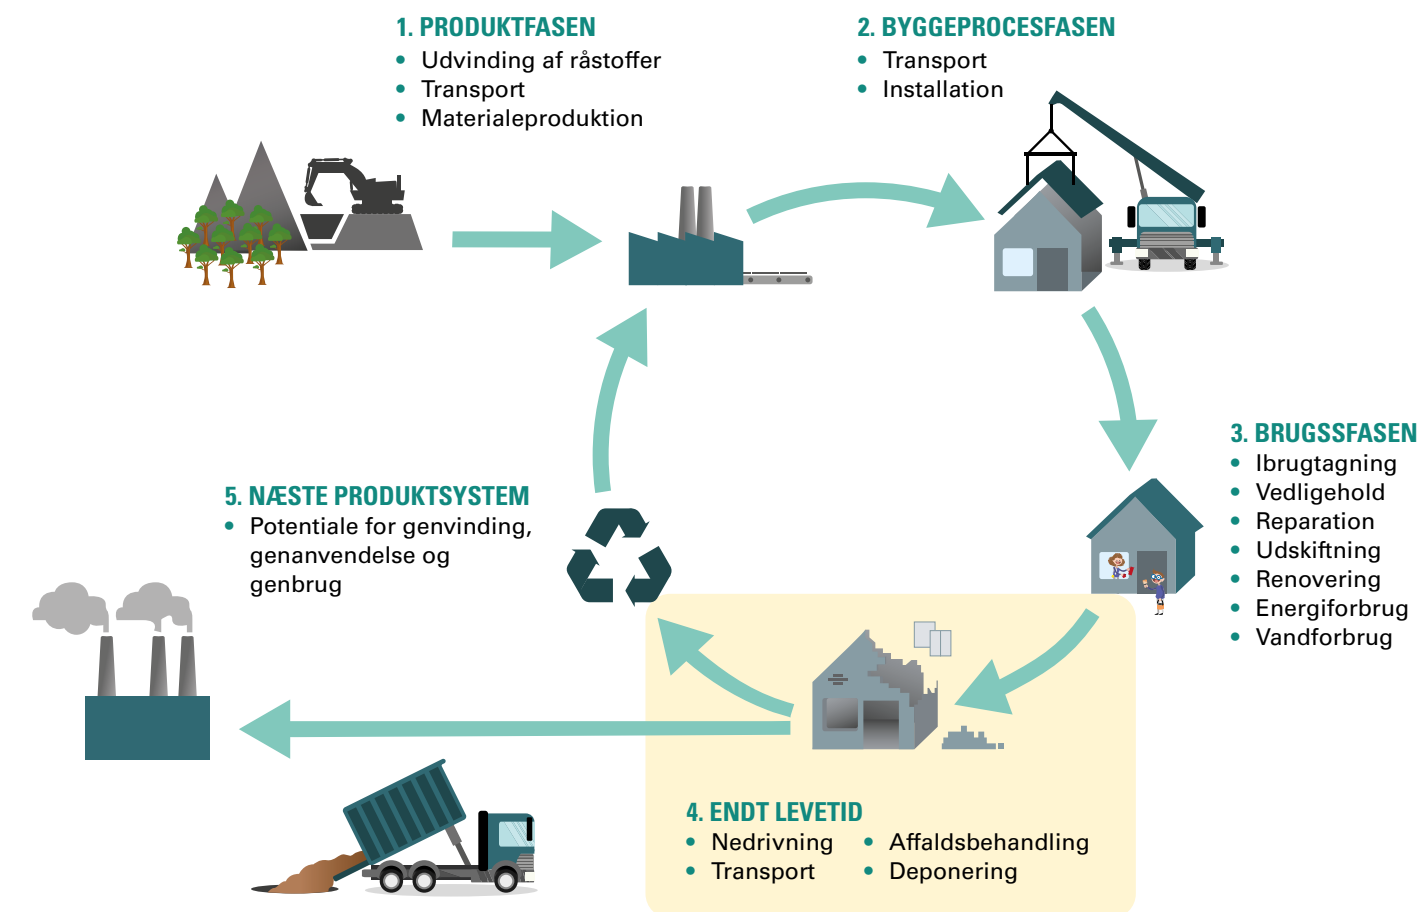 1. PRODUKTFASEN
• Udvinding af råstoffer
• Transport
• Materialeproduktion
2. BYGGEPROCESFASEN
• Transport
• Installation
3. BRUGSSFASEN
• Ibrugtagning
• Vedligehold
• Reparation
• Udskiftning
• Renovering
• Energiforbrug
• Vandforbrug
4. ENDT LEVETID
• Nedrivning
• Transport
• Affaldsbehandling
• Deponering
5. NÆSTE PRODUKTSYSTEM
• Potentiale for genvinding,
genanvendelse og
genbrug